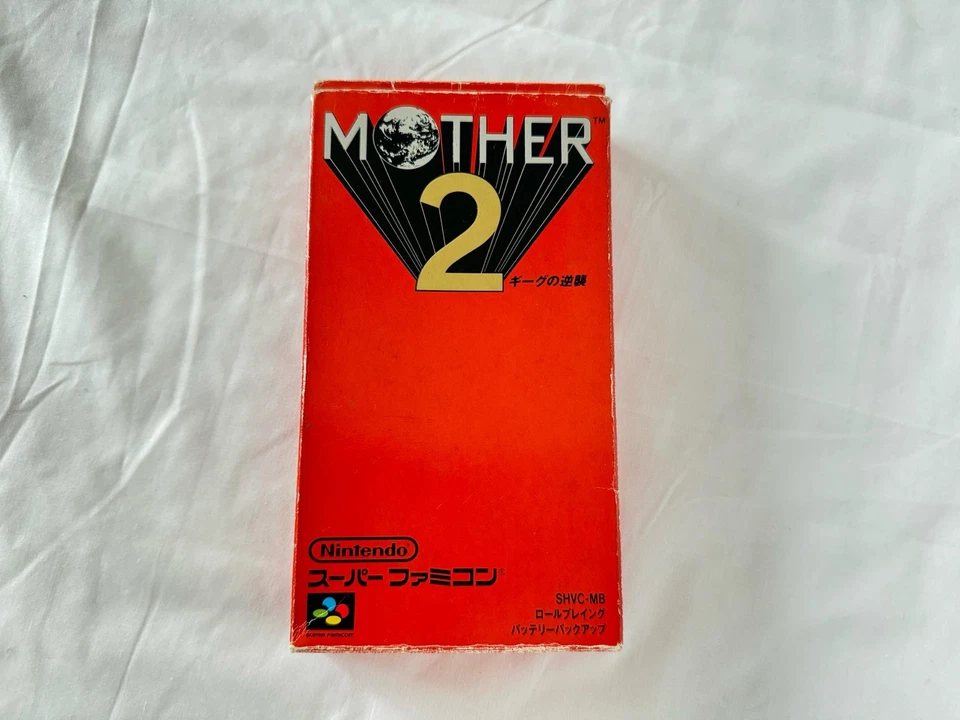 MOTHER™
2
ギーグの逆襲
Nintendo®
スーパーファミコン®
SUPER FAMICOM
SHVC-MB
ロールプレイング
バッテリーバックアップ